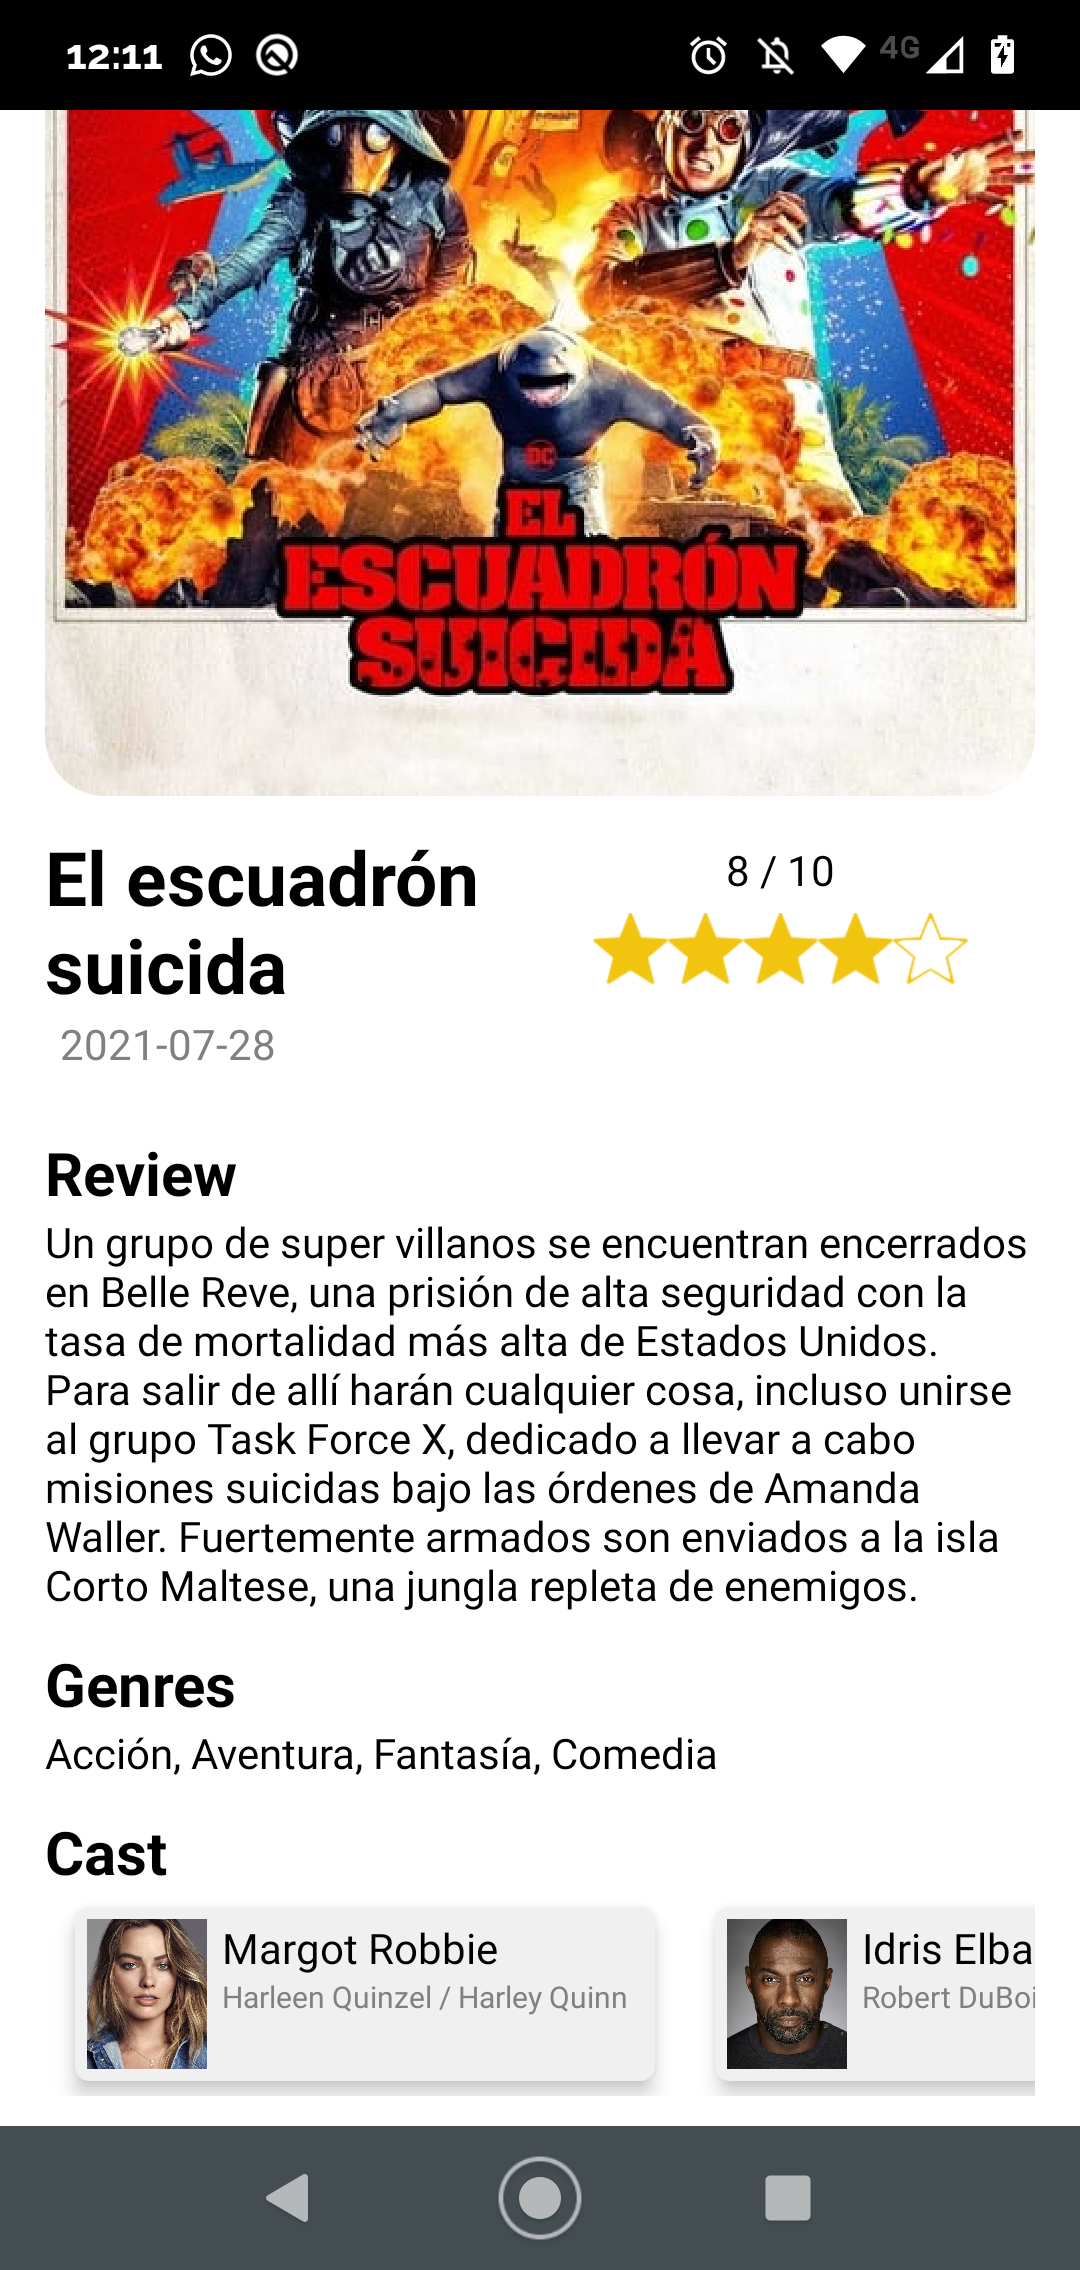 12:11
4G
DC
EL
ESCUADRÓN
SUICIDA
El escuadrón
suicida
8 / 10
2021-07-28
Review
Un grupo de super villanos se encuentran encerrados
en Belle Reve, una prisión de alta seguridad con la
tasa de mortalidad más alta de Estados Unidos.
Para salir de allí harán cualquier cosa, incluso unirse
al grupo Task Force X, dedicado a llevar a cabo
misiones suicidas bajo las órdenes de Amanda
Waller. Fuertemente armados son enviados a la isla
Corto Maltese, una jungla repleta de enemigos.
Genres
Acción, Aventura, Fantasía, Comedia
Cast
Margot Robbie
Harleen Quinzel / Harley Quinn
Idris Elba
Robert DuBoi